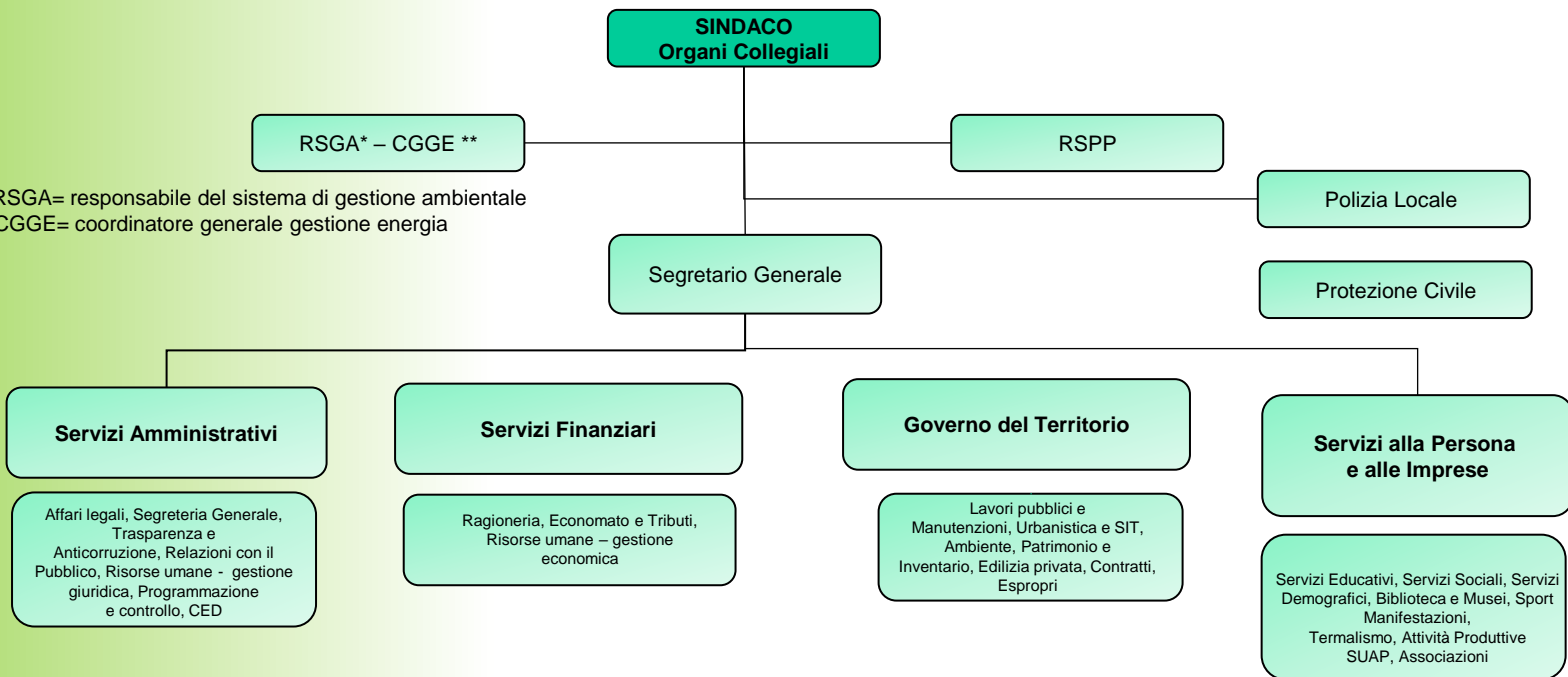 SINDACO
Organi Collegiali
RSGA* – CGGE **
RSPP
RSGA= responsabile del sistema di gestione ambientale
CGGE= coordinatore generale gestione energia
Polizia Locale
Segretario Generale
Protezione Civile
Servizi Amministrativi
Servizi Finanziari
Governo del Territorio
Servizi alla Persona
e alle Imprese
Affari legali, Segreteria Generale,
Trasparenza e
Anticorruzione, Relazioni con il
Pubblico, Risorse umane - gestione
giuridica, Programmazione
e controllo, CED
Ragioneria, Economato e Tributi,
Risorse umane – gestione
economica
Lavori pubblici e
Manutenzioni, Urbanistica e SIT,
Ambiente, Patrimonio e
Inventario, Edilizia privata, Contratti,
Espropri
Servizi Educativi, Servizi Sociali, Servizi
Demografici, Biblioteca e Musei, Sport
Manifestazioni,
Termalismo, Attività Produttive
SUAP, Associazioni